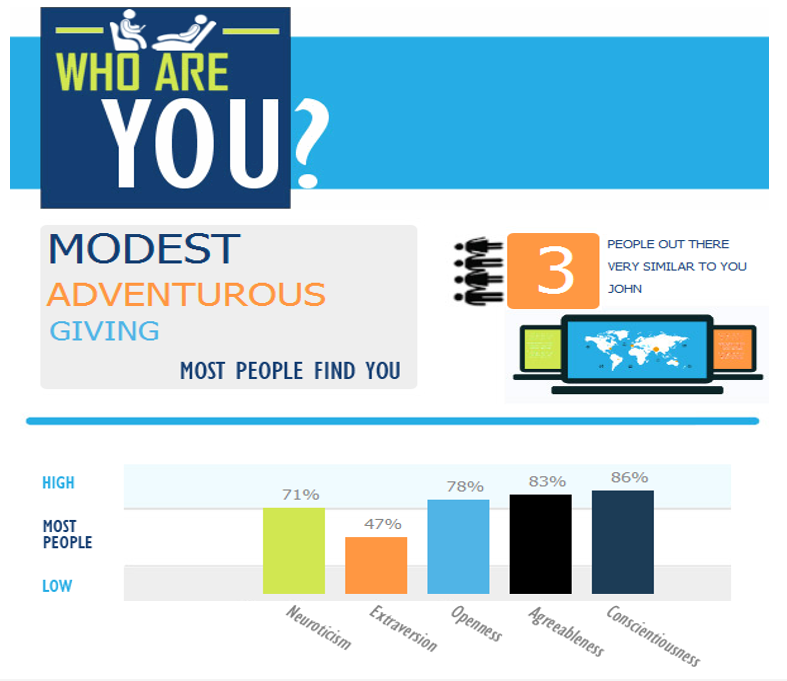 WHO ARE
YOU?
MODEST
ADVENTUROUS
GIVING
MOST PEOPLE FIND YOU
3
PEOPLE OUT THERE
VERY SIMILAR TO YOU
JOHN
HIGH
MOST
PEOPLE
LOW
71%
47%
78%
83%
86%
Neuroticism
Extraversion
Openness
Agreeableness
Conscientiousness